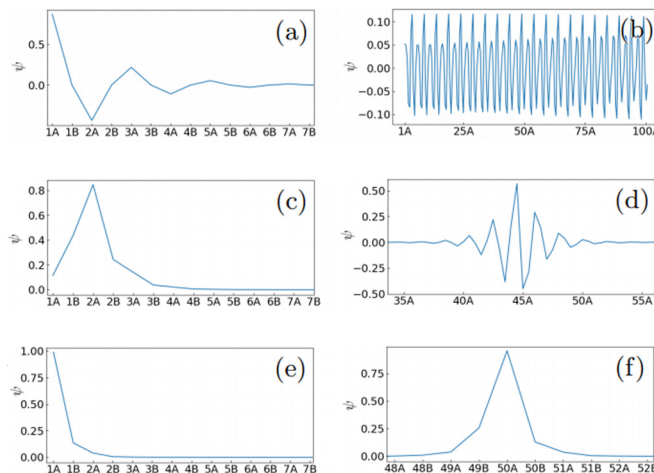 (a)
ψ
0.5
0.0
1A 1B 2A 2B 3A 3B 4A 4B 5A 5B 6A 6B 7A 7B
(b)
ψ
0.10
0.05
0.00
−0.05
−0.10
1A 25A 50A 75A 100A
(c)
ψ
0.8
0.6
0.4
0.2
0.0
1A 1B 2A 2B 3A 3B 4A 4B 5A 5B 6A 6B 7A 7B
(d)
ψ
0.50
0.25
0.00
−0.25
−0.50
35A 40A 45A 50A 55A
(e)
ψ
1.00
0.75
0.50
0.25
0.00
1A 1B 2A 2B 3A 3B 4A 4B 5A 5B 6A 6B 7A 7B
(f)
ψ
0.75
0.50
0.25
0.00
48A 48B 49A 49B 50A 50B 51A 51B 52A